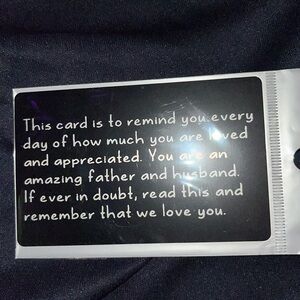 This card is to remind you every
day of how much you are loved
and appreciated. You are an
amazing father and husband.
If ever in doubt, read this and
remember that we love you.